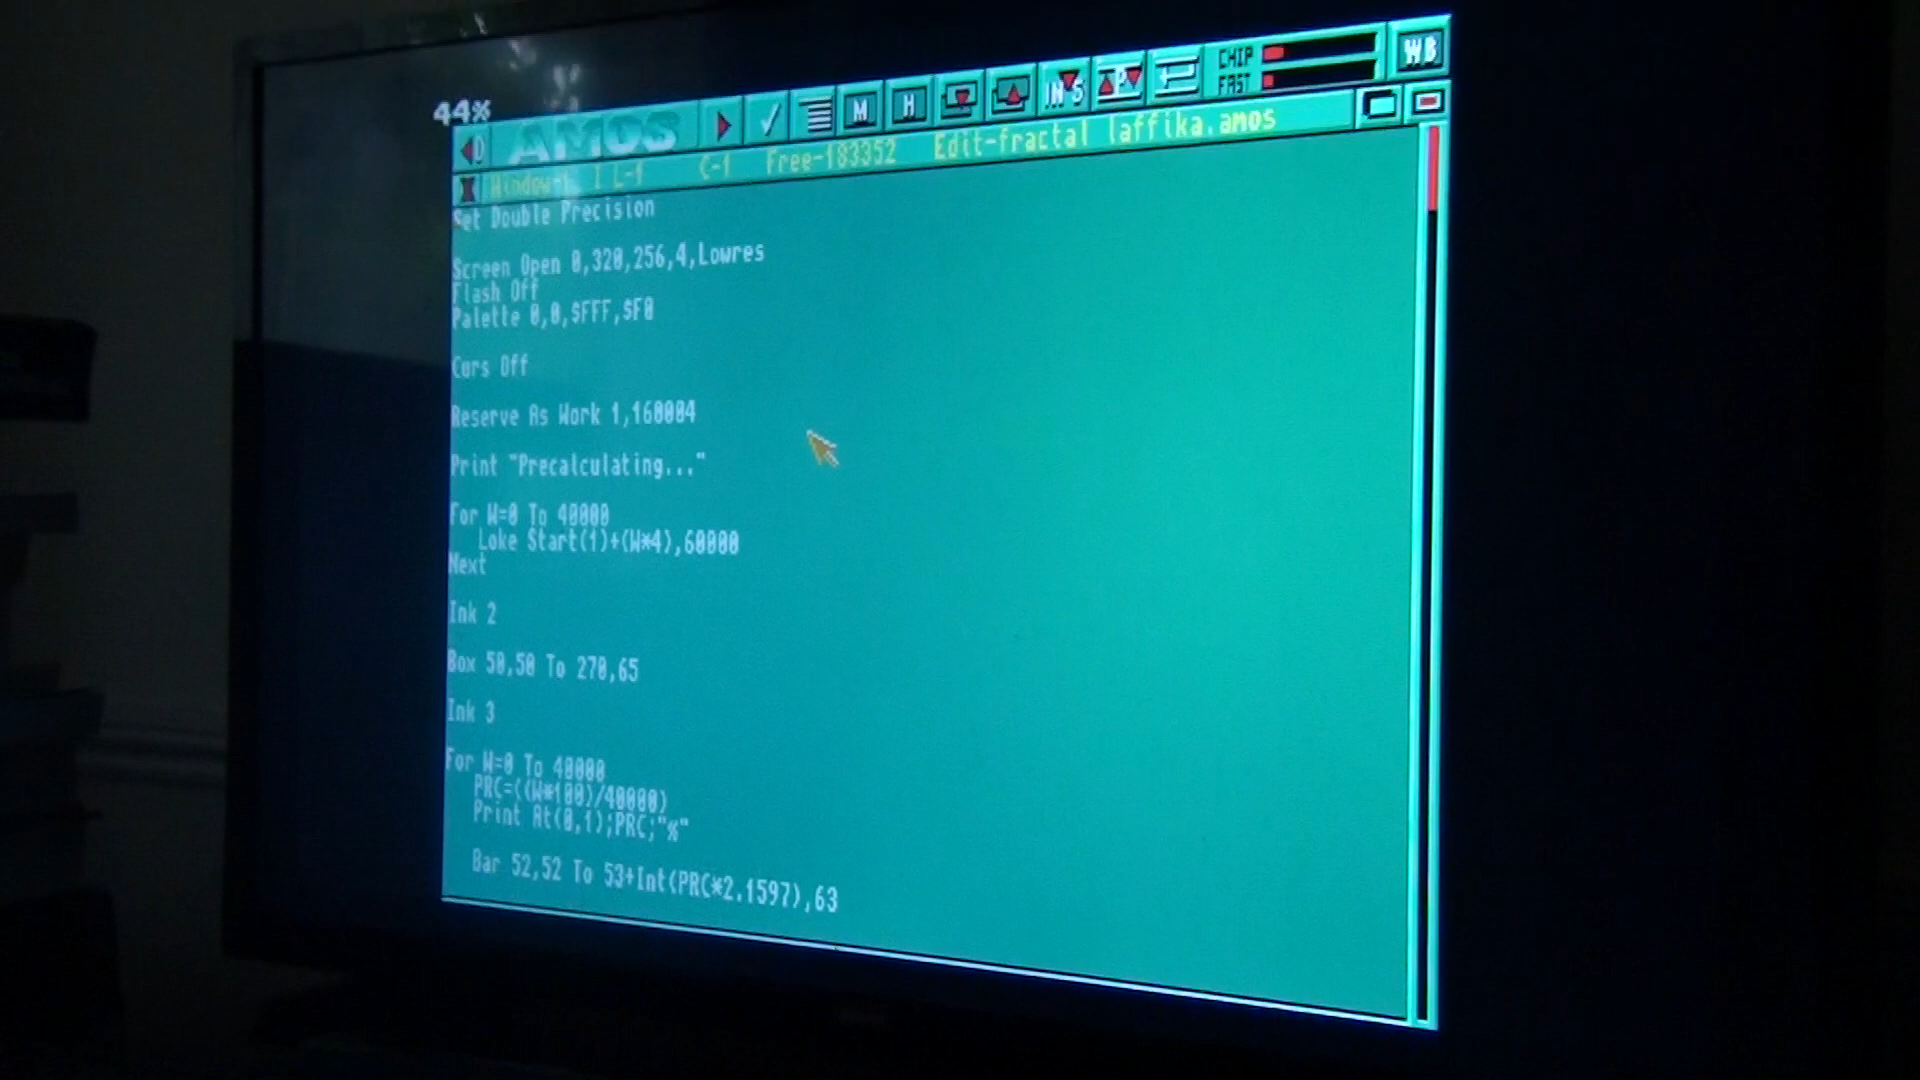 44%
AMOS M H INS P CHIP FAST WB
Window-1 I L-1 C-1 Free-183352 Edit-fractal laffika.amos
Set Double Precision
Screen Open 0,320,256,4,Lowres
Flash Off
Palette 0,0,$FFF,$F0
Curs Off
Reserve As Work 1,160004
Print "Precalculating..."
For W=0 To 40000
Loke Start(1)+(W*4),60000
Next
Ink 2
Box 50,50 To 270,65
Ink 3
For W=0 To 40000
PRC=((W*100)/40000)
Print At(0,1);PRC;"%"
Bar 52,52 To 53+Int(PRC*2.1597),63